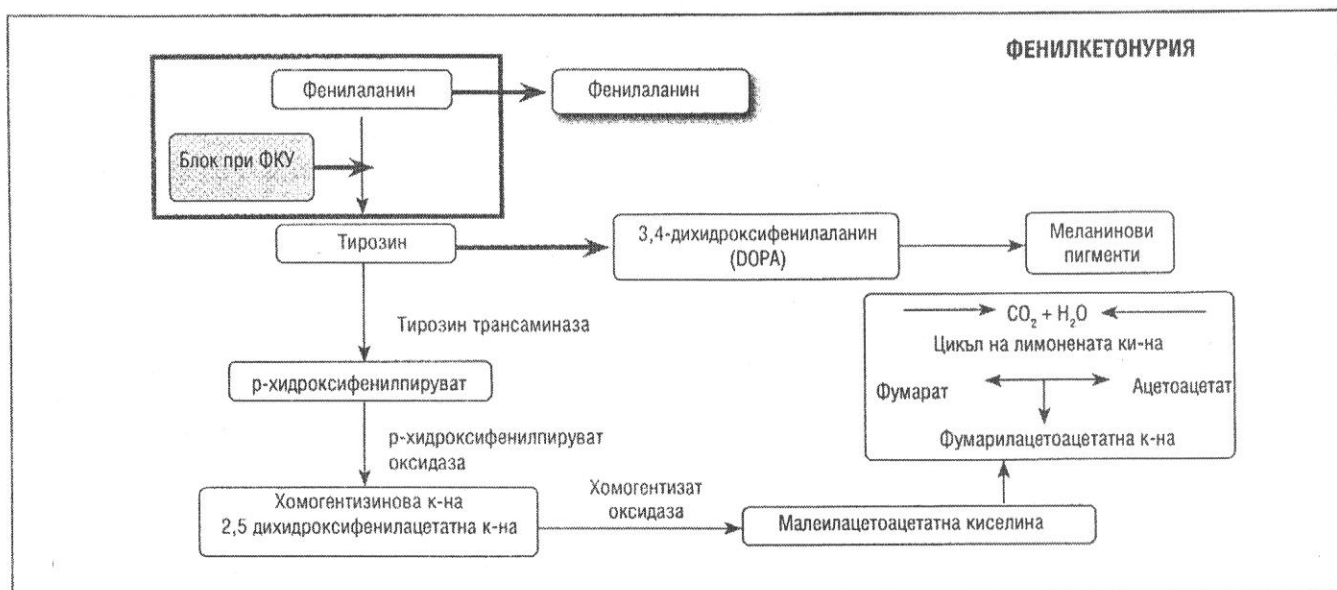 ФЕНИЛКЕТОНУРИЯ
Фенилаланин
Фенилаланин
Блок при ФКУ
Тирозин
3,4-дихидроксифенилаланин
(DOPA)
Меланинови
пигменти
Тирозин трансаминаза
CO₂ + H₂O
Цикъл на лимонената ки-на
р-хидроксифенилпируват
Фумарат
Ацетоацетат
р-хидроксифенилпируват
оксидаза
Фумарилацетоацетатна к-на
Хомогентизинова к-на
2,5 дихидроксифенилацетатна к-на
Хомогентизат
оксидаза
Малеилацетоацетатна киселина